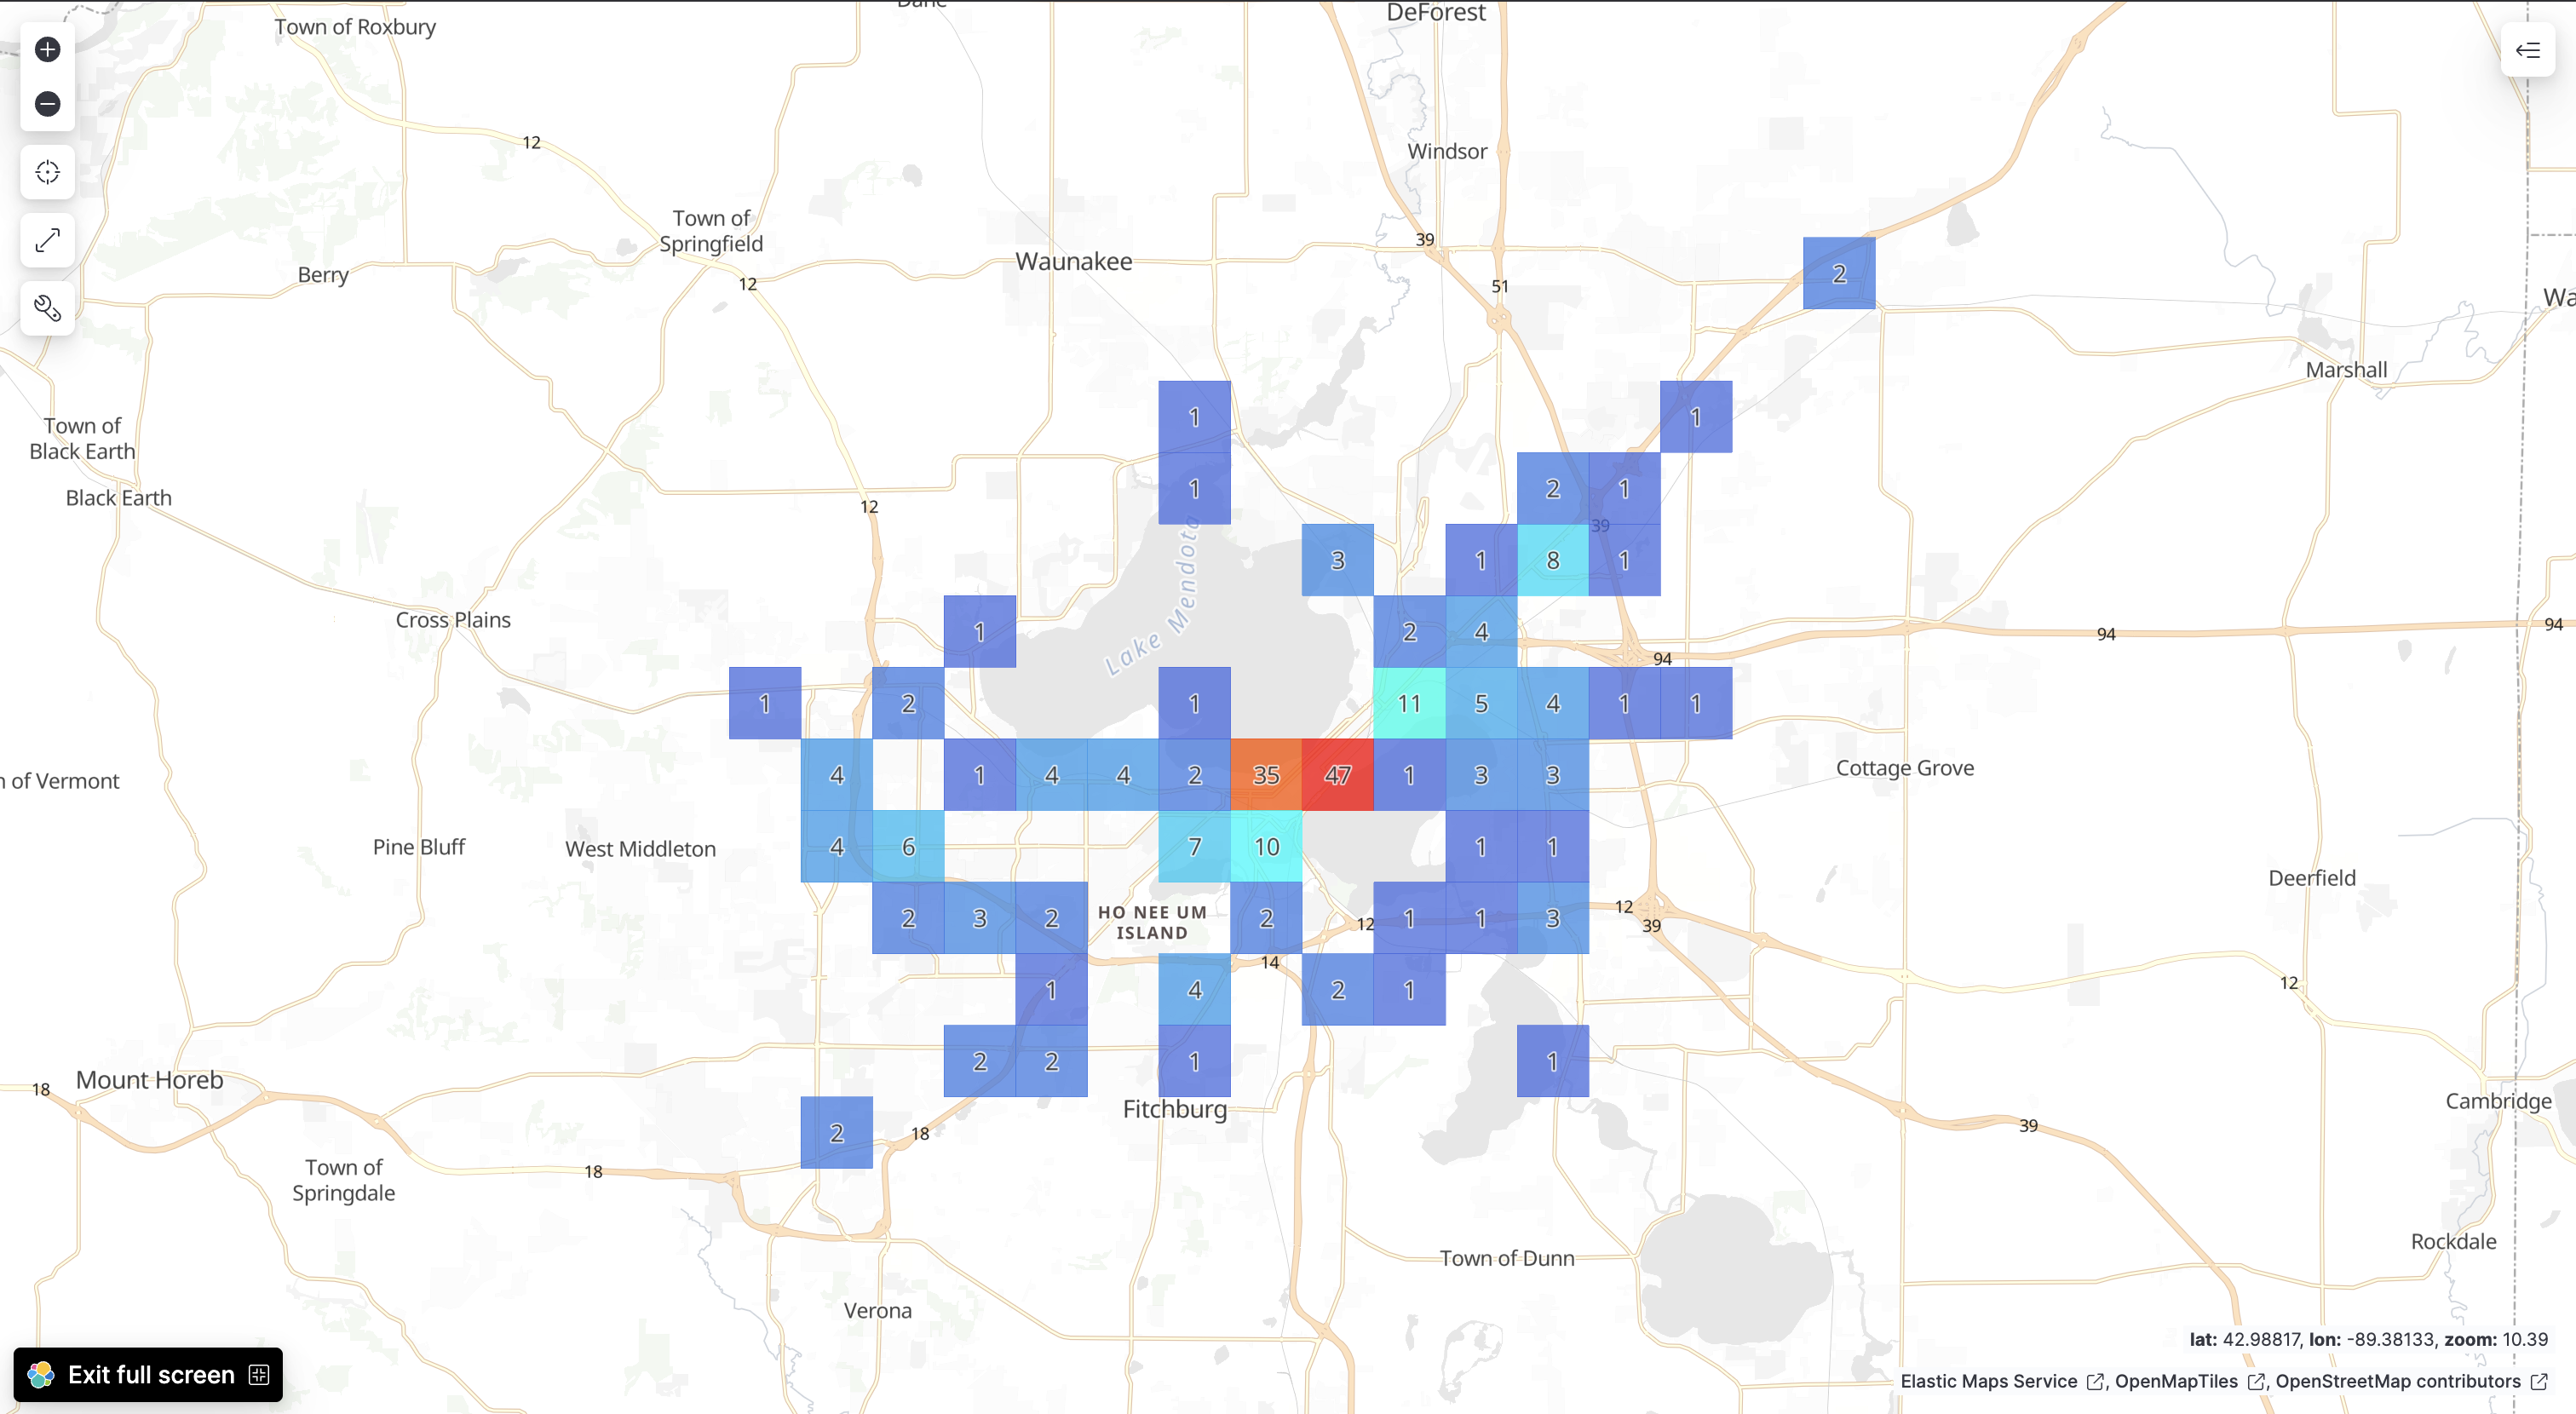 DeForest
Town of Roxbury
12
Windsor
Town of
Springfield
39
Waunakee
Berry
2
12
51
Marshall
1
1
Town of
Black Earth
1
2
1
Black Earth
12
39
3
1
8
1
Lake Mendota
Cross Plains
1
2
4
94
94
94
1
2
1
11
5
4
1
1
4
1
4
4
2
35
47
1
3
3
Cottage Grove
n of Vermont
Pine Bluff
West Middleton
4
6
7
10
1
1
Deerfield
2
3
2
HO NEE UM
ISLAND
2
12
1
1
3
12
39
14
1
4
2
1
12
2
2
1
1
Mount Horeb
18
Fitchburg
Cambridge
2
18
39
Town of
Springdale
18
Rockdale
Town of Dunn
Verona
lat: 42.98817, lon: -89.38133, zoom: 10.39
Exit full screen
Elastic Maps Service , OpenMapTiles , OpenStreetMap contributors